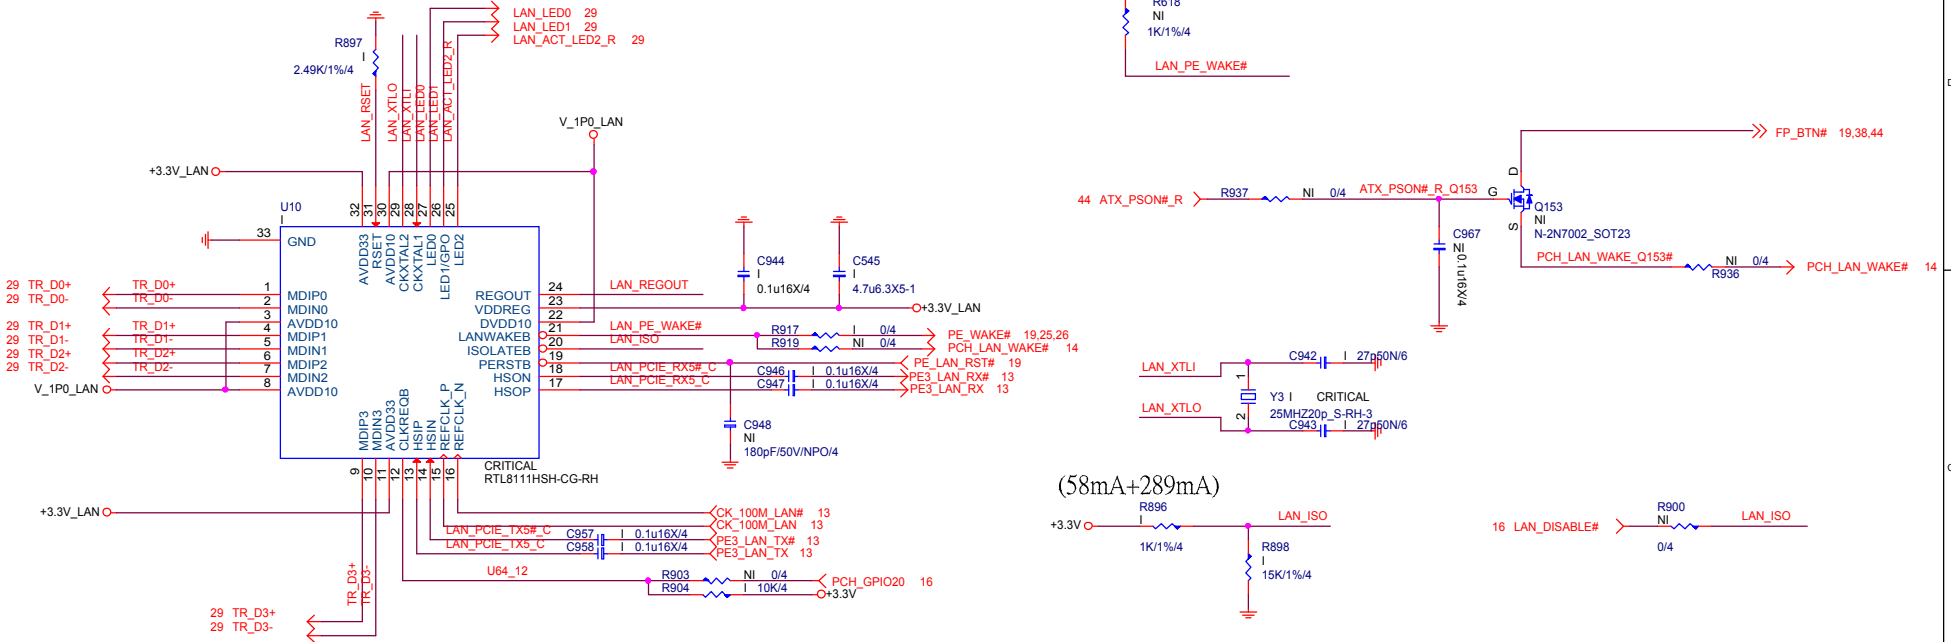 LAN_LED0 29
LAN_LED1 29
LAN_ACT_LED2_R 29
R897
I
2.49K/1%/4
LAN_RSET
LAN_XTLO
LAN_XTLI
LAN_LED0
LAN_LED1
LAN_ACT_LED2_R
V_1P0_LAN
+3.3V_LAN
U10
I
32
31
30
29
28
27
26
25
33 GND
AVDD33
RSET
AVDD10
CKXTAL2
CKXTAL1
LED0
LED1/GPO
LED2
29 TR_D0+ TR_D0+ 1 MDIP0
29 TR_D0- TR_D0- 2 MDIN0
3 AVDD10
29 TR_D1+ TR_D1+ 4 MDIP1
29 TR_D1- TR_D1- 5 MDIN1
29 TR_D2+ TR_D2+ 6 MDIP2
29 TR_D2- TR_D2- 7 MDIN2
V_1P0_LAN 8 AVDD10
REGOUT 24 LAN_REGOUT
VDDREG 23 +3.3V_LAN
DVDD10 22
LANWAKEB 21 LAN_PE_WAKE# R917 I 0/4 PE_WAKE# 19,25,26
ISOLATEB 20 LAN_ISO R919 NI 0/4 PCH_LAN_WAKE# 14
PERSTB 19 PE_LAN_RST# 19
HSON 18 LAN_PCIE_RX5#_C C946 I 0.1u16X/4 PE3_LAN_RX# 13
HSOP 17 LAN_PCIE_RX5_C C947 I 0.1u16X/4 PE3_LAN_RX 13
C944
I
0.1u16X/4
C545
I
4.7u6.3X5-1
C948
NI
180pF/50V/NPO/4
MDIP3
MDIN3
AVDD33
CLKREQB
HSIP
HSIN
REFCLK_P
REFCLK_N
9
10
11
12
13
14
15
16
CRITICAL
RTL8111HSH-CG-RH
+3.3V_LAN
CK_100M_LAN# 13
CK_100M_LAN 13
LAN_PCIE_TX5#_C C957 I 0.1u16X/4 PE3_LAN_TX# 13
LAN_PCIE_TX5_C C958 I 0.1u16X/4 PE3_LAN_TX 13
U64_12 R903 NI 0/4 PCH_GPIO20 16
R904 I 10K/4 +3.3V
TR_D3+
TR_D3-
29 TR_D3+
29 TR_D3-
R618
NI
1K/1%/4
LAN_PE_WAKE#
FP_BTN# 19,38,44
44 ATX_PSON#_R R937 NI 0/4 ATX_PSON#_R_Q153 G
D
S
Q153
NI
N-2N7002_SOT23
C967
NI
0.1u16X/4
PCH_LAN_WAKE_Q153# R936 NI 0/4 PCH_LAN_WAKE# 14
LAN_XTLI C942 I 27p50N/6
1
Y3 I CRITICAL
25MHZ20p_S-RH-3
2
LAN_XTLO C943 I 27p50N/6
(58mA+289mA)
+3.3V R896 I 1K/1%/4 LAN_ISO
R898
I
15K/1%/4
16 LAN_DISABLE# R900 NI 0/4 LAN_ISO